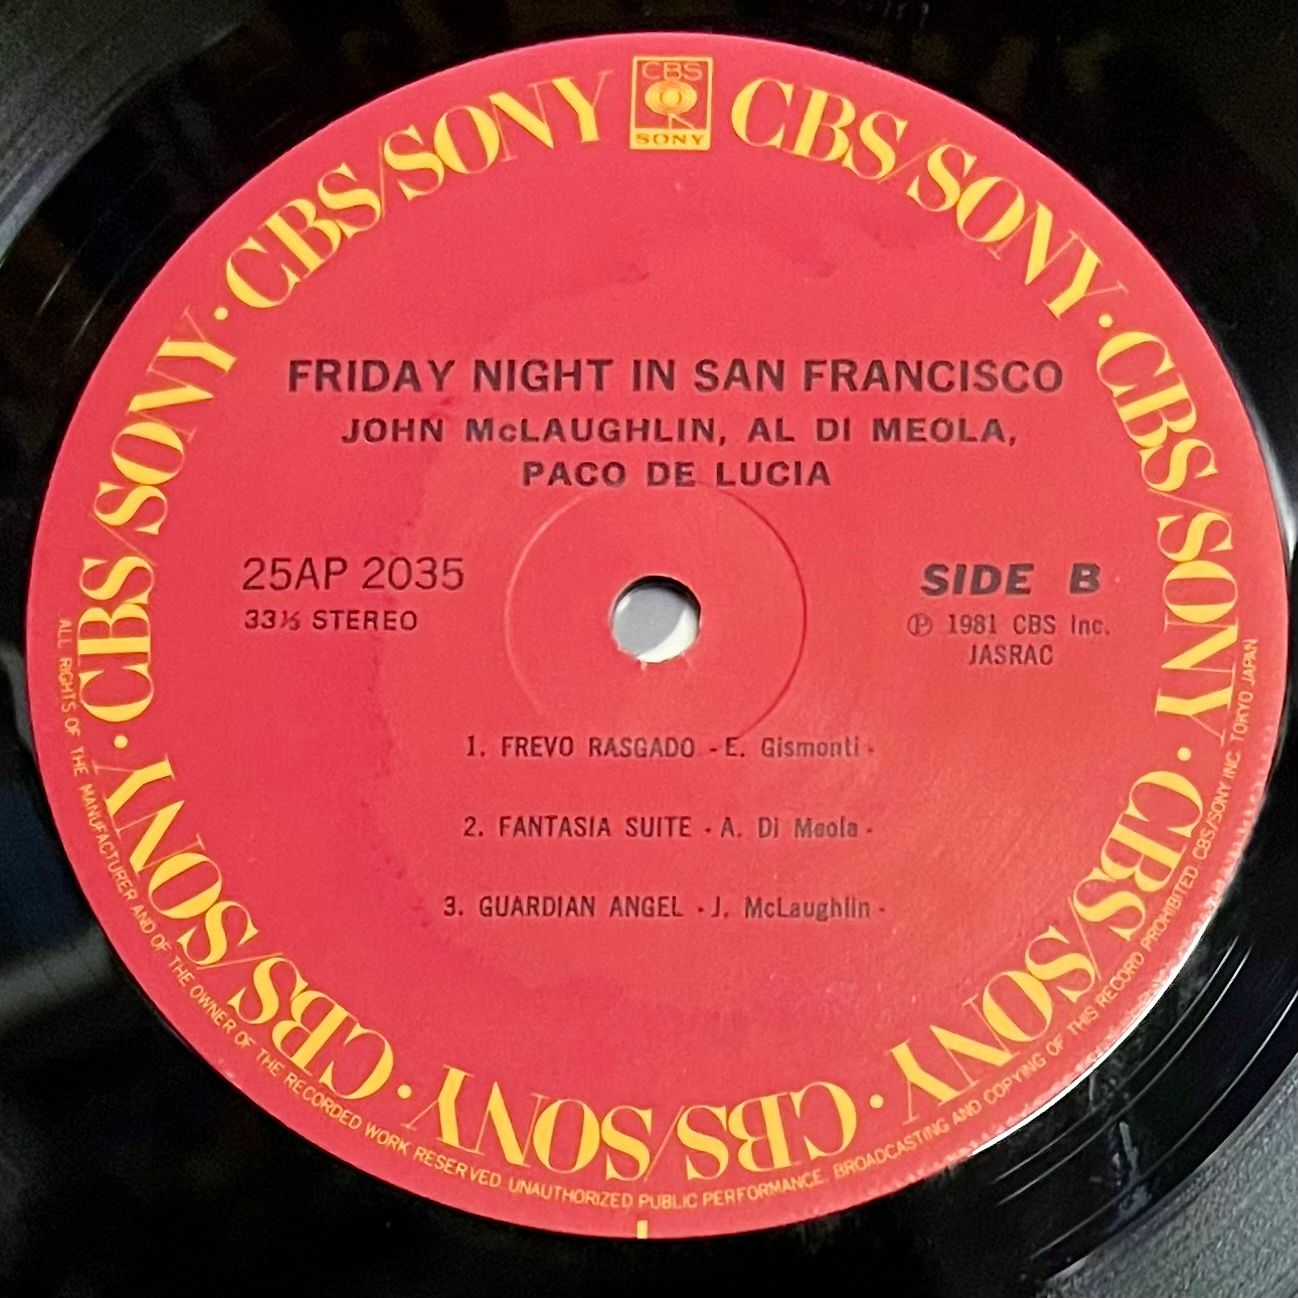 CBS
SONY
CBS/SONY · CBS/SONY · CBS/SONY · CBS/SONY · CBS/SONY · CBS/SONY · CBS/SONY · CBS/SONY
FRIDAY NIGHT IN SAN FRANCISCO
JOHN McLAUGHLIN, AL DI MEOLA,
PACO DE LUCIA
25AP 2035
33⅓ STEREO
SIDE B
Ⓟ 1981 CBS Inc.
JASRAC
1. FREVO RASGADO - E. Gismonti -
2. FANTASIA SUITE - A. Di Meola -
3. GUARDIAN ANGEL - J. McLaughlin -
ALL RIGHTS OF THE MANUFACTURER AND OF THE OWNER OF THE RECORDED WORK RESERVED. UNAUTHORIZED PUBLIC PERFORMANCE, BROADCASTING AND COPYING OF THIS RECORD PROHIBITED. CBS/SONY INC. TOKYO JAPAN